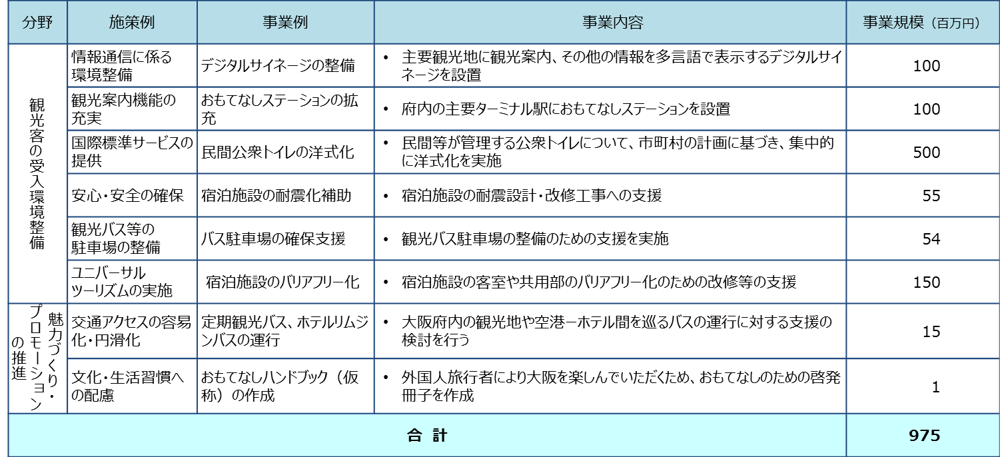 分野
施策例
事業例
事業内容
事業規模（百万円）
観光客の受入環境整備
情報通信に係る
環境整備
デジタルサイネージの整備
• 主要観光地に観光案内、その他の情報を多言語で表示するデジタルサイ
ネージを設置
100
観光案内機能の
充実
おもてなしステーションの拡
充
• 府内の主要ターミナル駅におもてなしステーションを設置
100
国際標準サービスの
提供
民間公衆トイレの洋式化
• 民間等が管理する公衆トイレについて、市町村の計画に基づき、集中的
に洋式化を実施
500
安心・安全の確保
宿泊施設の耐震化補助
• 宿泊施設の耐震設計・改修工事への支援
55
観光バス等の
駐車場の整備
バス駐車場の確保支援
• 観光バス駐車場の整備のための支援を実施
54
ユニバーサル
ツーリズムの実施
宿泊施設のバリアフリー化
• 宿泊施設の客室や共用部のバリアフリー化のための改修等の支援
150
魅力づくり・
プロモーション
の推進
交通アクセスの容易
化・円滑化
定期観光バス、ホテルリムジ
ンバスの運行
• 大阪府内の観光地や空港－ホテル間を巡るバスの運行に対する支援の
検討を行う
15
文化・生活習慣へ
の配慮
おもてなしハンドブック（仮
称）の作成
• 外国人旅行者により大阪を楽しんでいただくため、おもてなしのための啓発
冊子を作成
1
合 計
975